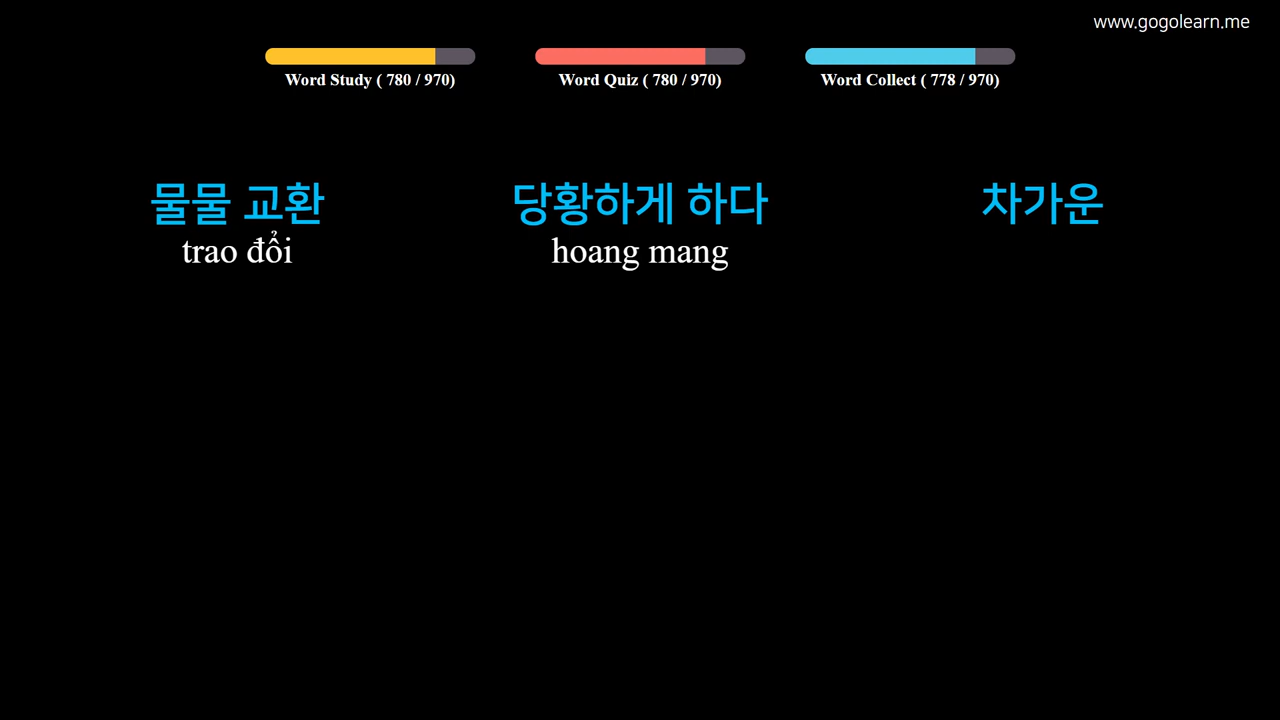 www.gogolearn.me
Word Study ( 780 / 970)
Word Quiz ( 780 / 970)
Word Collect ( 778 / 970)
물물 교환
trao đổi
당황하게 하다
hoang mang
차가운